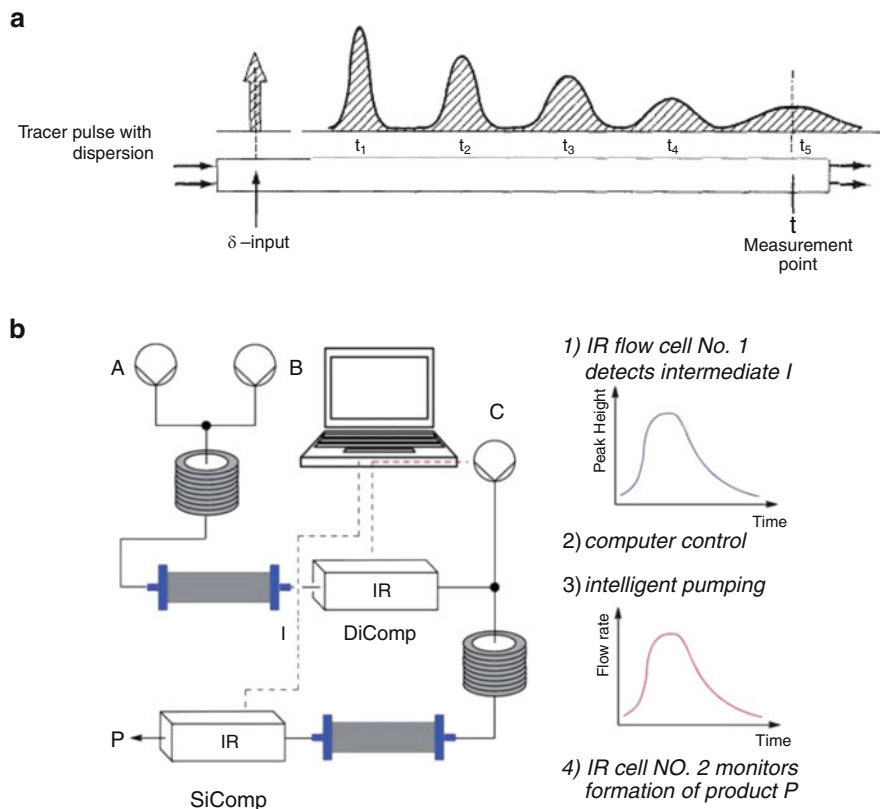 a
Tracer pulse with
dispersion
t1 t2 t3 t4 t5
δ –input
t
Measurement
point
b
A B
C
IR
I
DiComp
P
IR
SiComp
1) IR flow cell No. 1
detects intermediate I
Peak Height
Time
2) computer control
3) intelligent pumping
Flow rate
Time
4) IR cell NO. 2 monitors
formation of product P